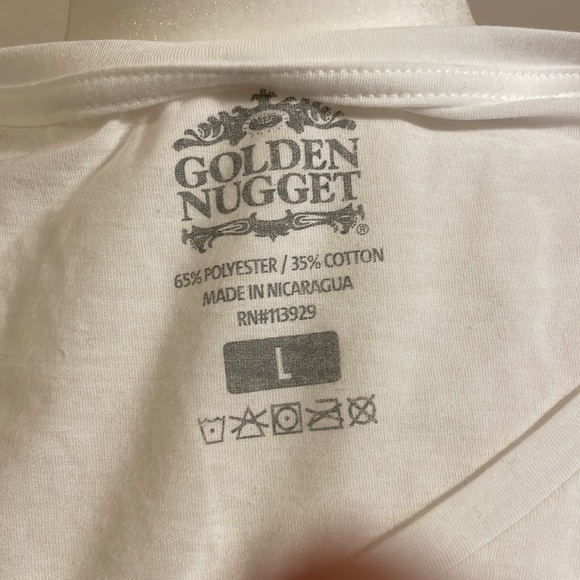 GOLDEN
NUGGET
®
65% POLYESTER / 35% COTTON
MADE IN NICARAGUA
RN#113929
L